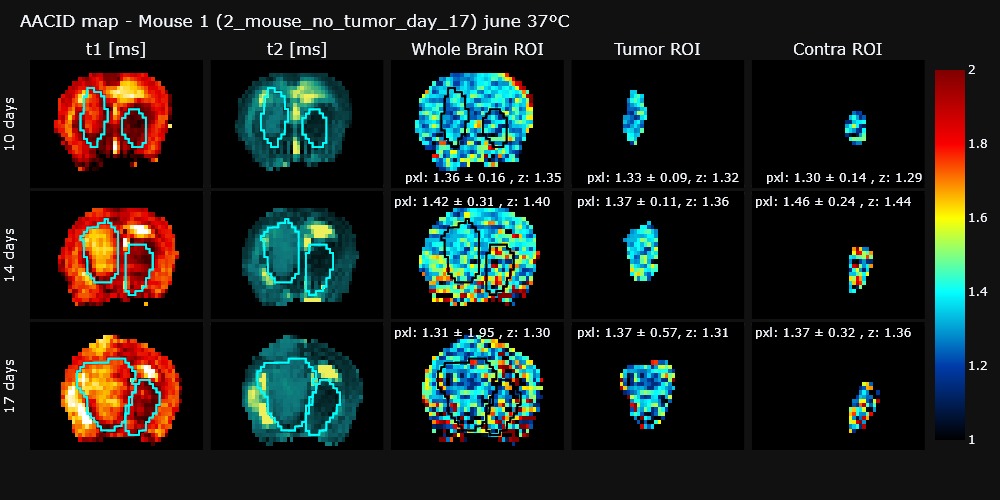 AACID map - Mouse 1 (2_mouse_no_tumor_day_17) june 37ºC
t1 [ms] t2 [ms] Whole Brain ROI Tumor ROI Contra ROI
10 days
pxl: 1.36 ± 0.16 , z: 1.35 pxl: 1.33 ± 0.09, z: 1.32 pxl: 1.30 ± 0.14 , z: 1.29
14 days
pxl: 1.42 ± 0.31 , z: 1.40 pxl: 1.37 ± 0.11, z: 1.36 pxl: 1.46 ± 0.24 , z: 1.44
17 days
pxl: 1.31 ± 1.95 , z: 1.30 pxl: 1.37 ± 0.57, z: 1.31 pxl: 1.37 ± 0.32 , z: 1.36
2
1.8
1.6
1.4
1.2
1